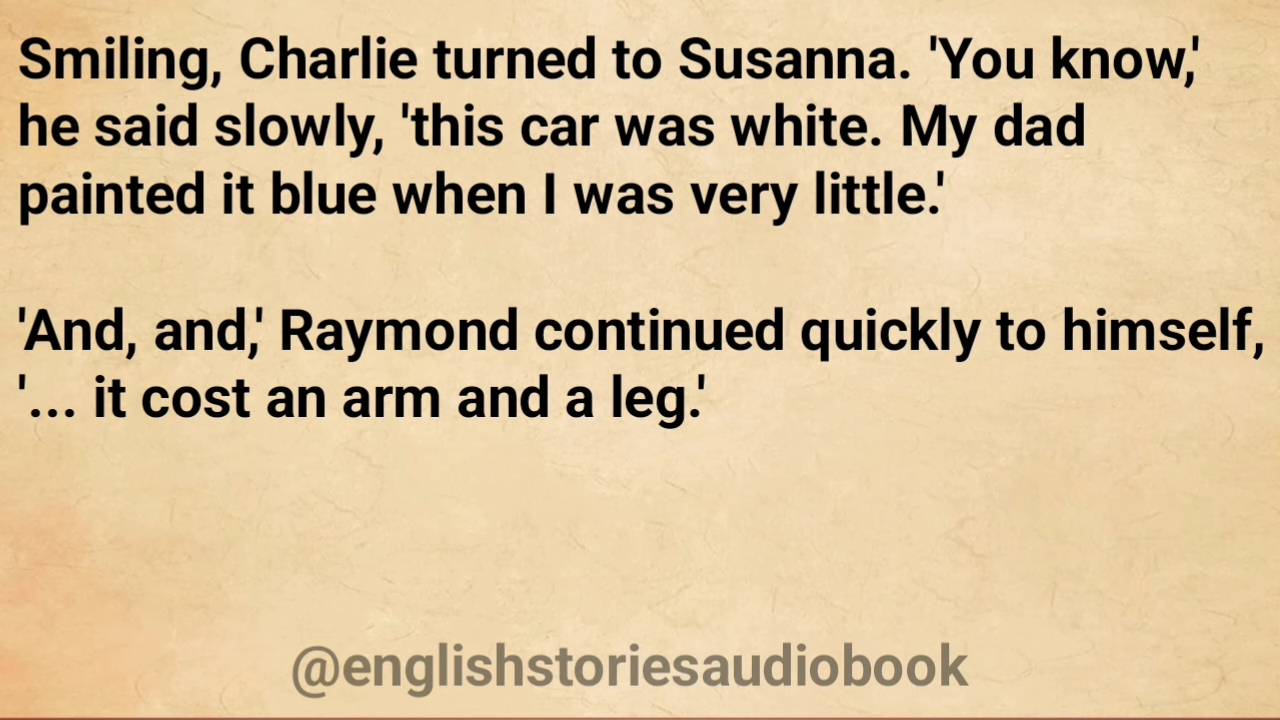 Smiling, Charlie turned to Susanna. 'You know,'
he said slowly, 'this car was white. My dad
painted it blue when I was very little.'
'And, and,' Raymond continued quickly to himself,
'... it cost an arm and a leg.'
@englishstoriesaudiobook